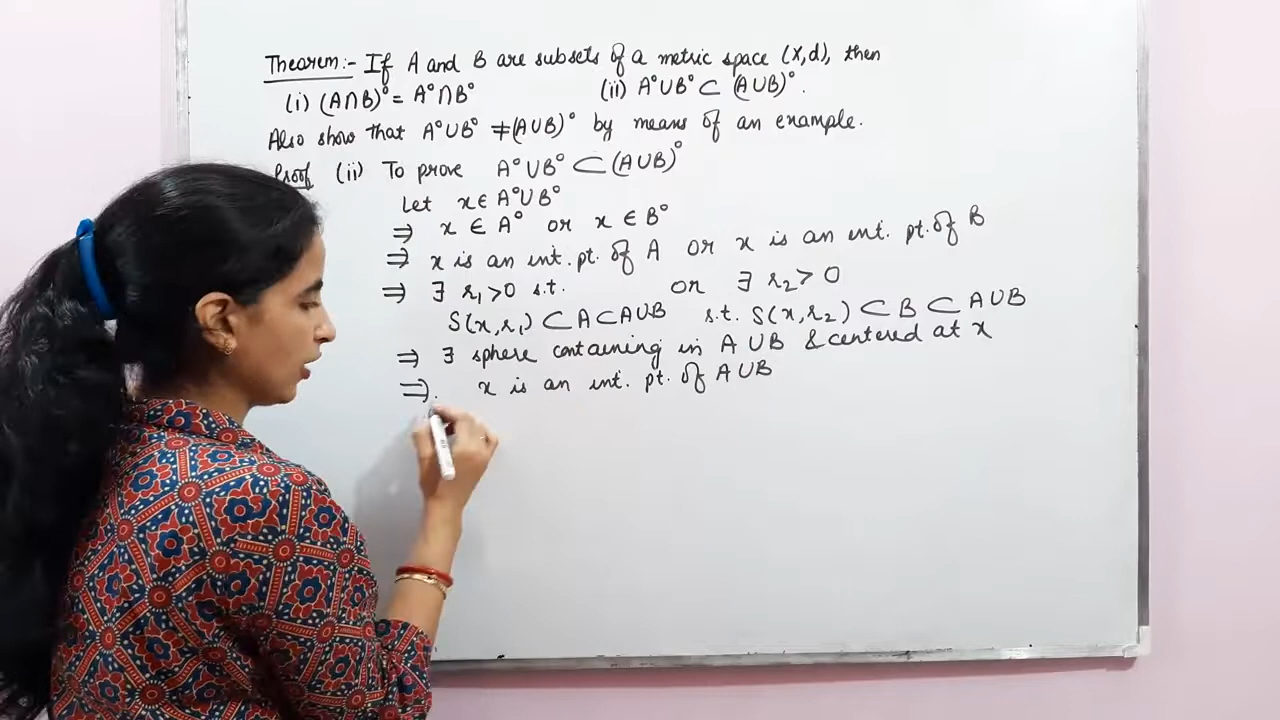 Theorem:- If A and B are subsets of a metric space (X,d), then
(i) (A∩B)° = A°∩B° (ii) A°∪B° ⊂ (A∪B)°.
Also show that A°∪B° ≠ (A∪B)° by means of an example.
Proof (ii) To prove A°∪B° ⊂ (A∪B)°
Let x ∈ A°∪B°
⇒ x ∈ A° or x ∈ B°
⇒ x is an int. pt. of A or x is an int. pt. of B
⇒ ∃ r₁>0 s.t. or ∃ r₂>0
S(x,r₁) ⊂ A ⊂ A∪B s.t. S(x,r₂) ⊂ B ⊂ A∪B
⇒ ∃ sphere containing in A∪B & centered at x
⇒ x is an int. pt. of A∪B